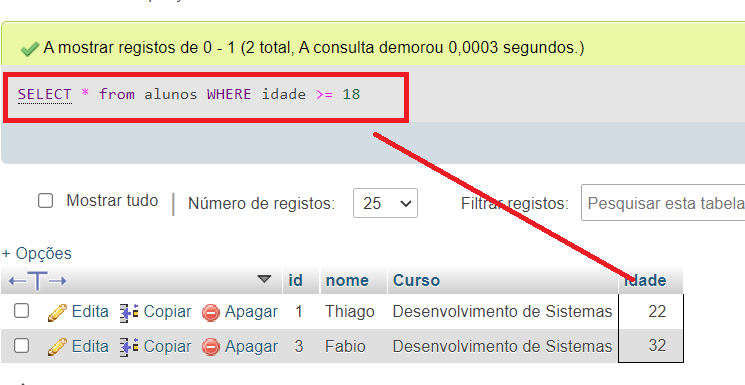 A mostrar registos de 0 - 1 (2 total, A consulta demorou 0,0003 segundos.)
SELECT * from alunos WHERE idade >= 18
Mostrar tudo | Número de registos: 25 Filtrar registos: Pesquisar esta tabela
+ Opções
←T→ id nome Curso idade
Edita Copiar Apagar 1 Thiago Desenvolvimento de Sistemas 22
Edita Copiar Apagar 3 Fabio Desenvolvimento de Sistemas 32